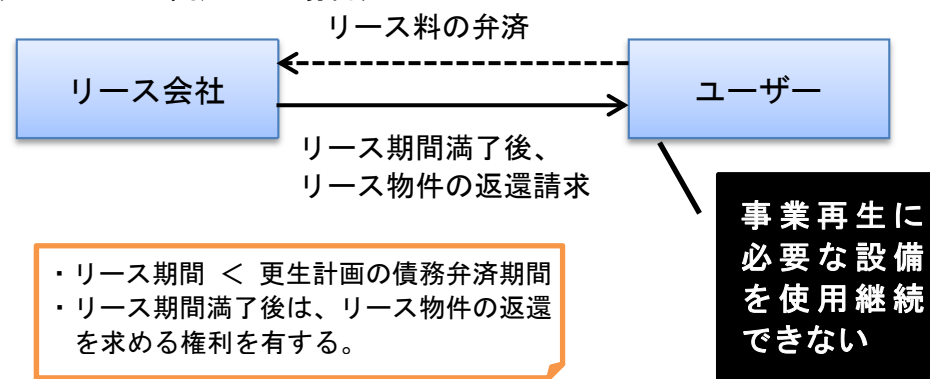 リース料の弁済
リース会社
ユーザー
リース期間満了後、
リース物件の返還請求
事業再生に
必要な設備
を使用継続
できない
・リース期間 < 更生計画の債務弁済期間
・リース期間満了後は、リース物件の返還
を求める権利を有する。